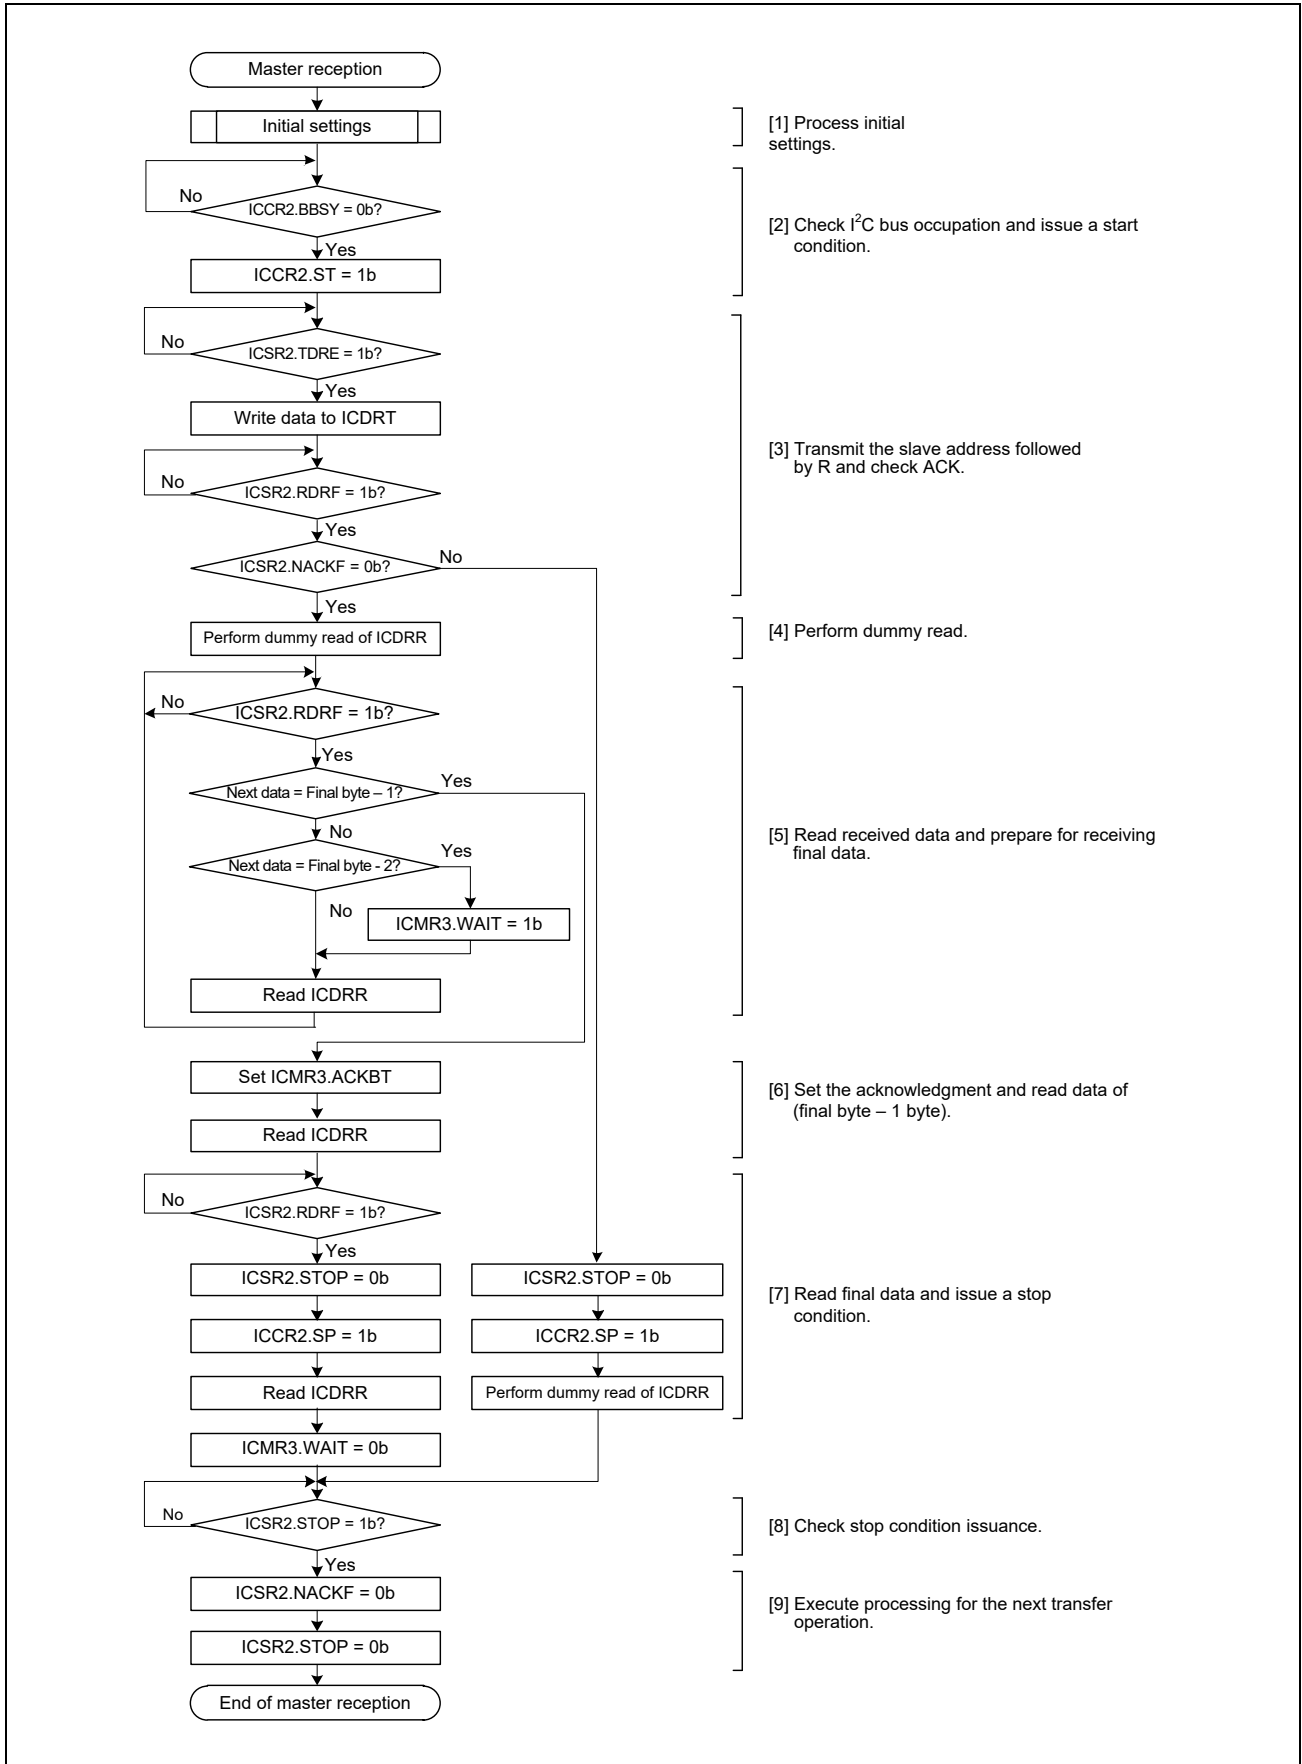 Master reception
Initial settings
[1] Process initial
settings.
No
ICCR2.BBSY = 0b?
[2] Check I2C bus occupation and issue a start
condition.
Yes
ICCR2.ST = 1b
No
ICSR2.TDRE = 1b?
Yes
Write data to ICDRT
[3] Transmit the slave address followed
by R and check ACK.
No
ICSR2.RDRF = 1b?
Yes
ICSR2.NACKF = 0b?
No
Yes
Perform dummy read of ICDRR
[4] Perform dummy read.
No
ICSR2.RDRF = 1b?
Yes
Next data = Final byte – 1?
Yes
No
Next data = Final byte - 2?
Yes
[5] Read received data and prepare for receiving
final data.
No
ICMR3.WAIT = 1b
Read ICDRR
Set ICMR3.ACKBT
[6] Set the acknowledgment and read data of
(final byte – 1 byte).
Read ICDRR
No
ICSR2.RDRF = 1b?
Yes
ICSR2.STOP = 0b
ICSR2.STOP = 0b
[7] Read final data and issue a stop
condition.
ICCR2.SP = 1b
ICCR2.SP = 1b
Read ICDRR
Perform dummy read of ICDRR
ICMR3.WAIT = 0b
No
ICSR2.STOP = 1b?
[8] Check stop condition issuance.
Yes
ICSR2.NACKF = 0b
[9] Execute processing for the next transfer
operation.
ICSR2.STOP = 0b
End of master reception